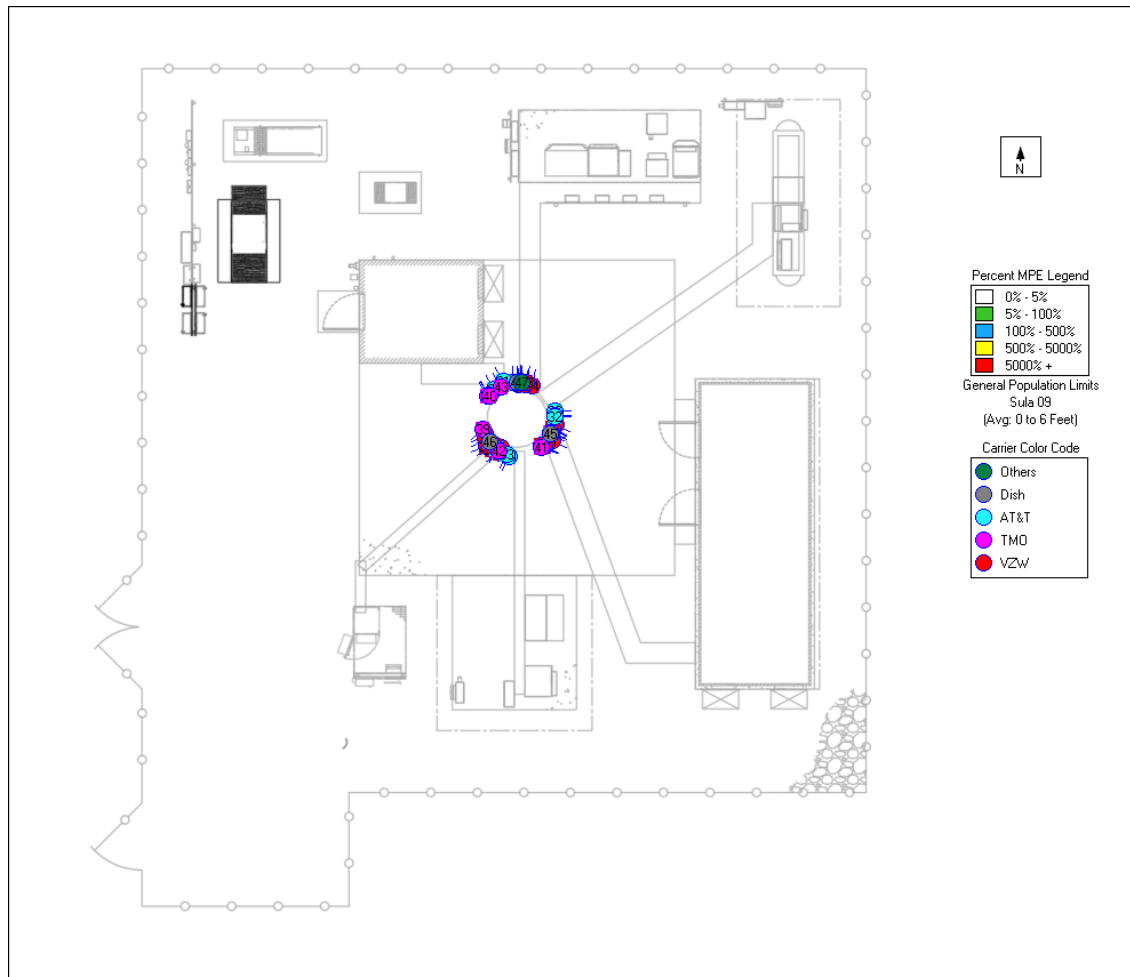 N
Percent MPE Legend
0% - 5%
5% - 100%
100% - 500%
500% - 5000%
5000% +
General Population Limits
Sula 09
(Avg: 0 to 6 Feet)
Carrier Color Code
Others
Dish
AT&T
TMO
VZW
43
47
40
32
39
45
46
42
41